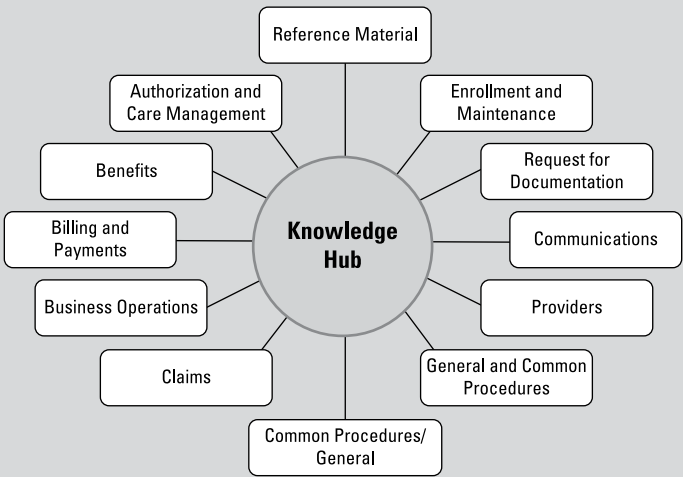 Reference Material
Authorization and
Care Management
Enrollment and
Maintenance
Benefits
Request for
Documentation
Billing and
Payments
Knowledge
Hub
Communications
Business Operations
Providers
Claims
General and Common
Procedures
Common Procedures/
General